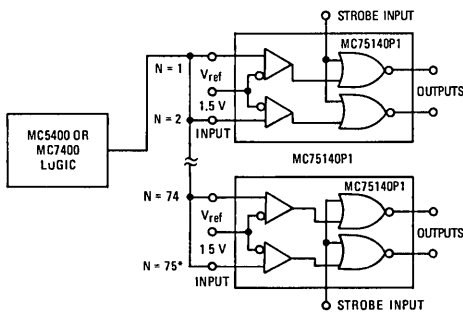 STROBE INPUT
MC75140P1
N = 1
Vref
1.5 V
N = 2
INPUT
OUTPUTS
MC5400 OR
MC7400
LoGIC
MC75140P1
MC75140P1
N = 74
Vref
1 5 V
N = 75*
INPUT
OUTPUTS
STROBE INPUT